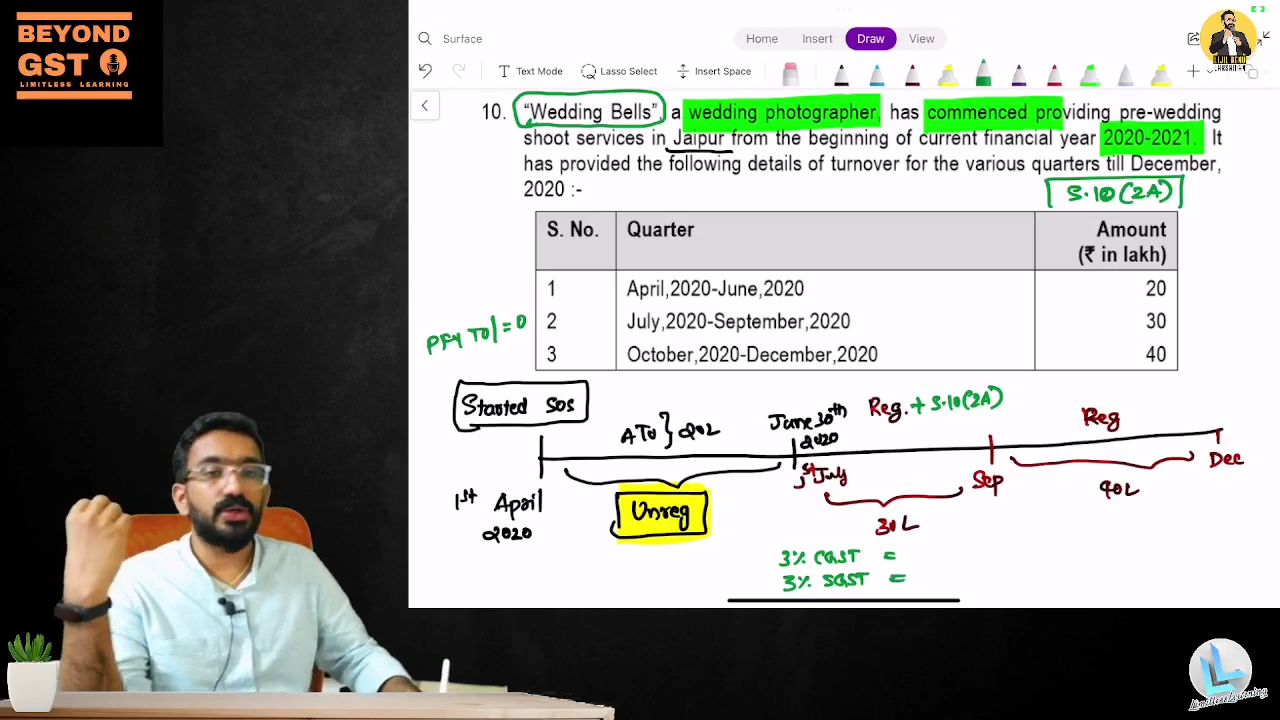 BEYOND
GST
LIMITLESS LEARNING
Surface
Home Insert Draw View
Text Mode Lasso Select Insert Space
10. “Wedding Bells”, a wedding photographer, has commenced providing pre-wedding
shoot services in Jaipur from the beginning of current financial year 2020-2021. It
has provided the following details of turnover for the various quarters till December,
2020 :-
S.10(2A)
S. No. Quarter Amount
(₹ in lakh)
1 April,2020-June,2020 20
2 July,2020-September,2020 30
3 October,2020-December,2020 40
PFY TO/=0
Started SOS
ATO } 20L
June 30th
2020
Reg. + S.10(2A)
Reg
1st April
2020
Unreg
1st July
30L
Sep
40L
Dec
3% CGST =
3% SGST =
Limitless Learning